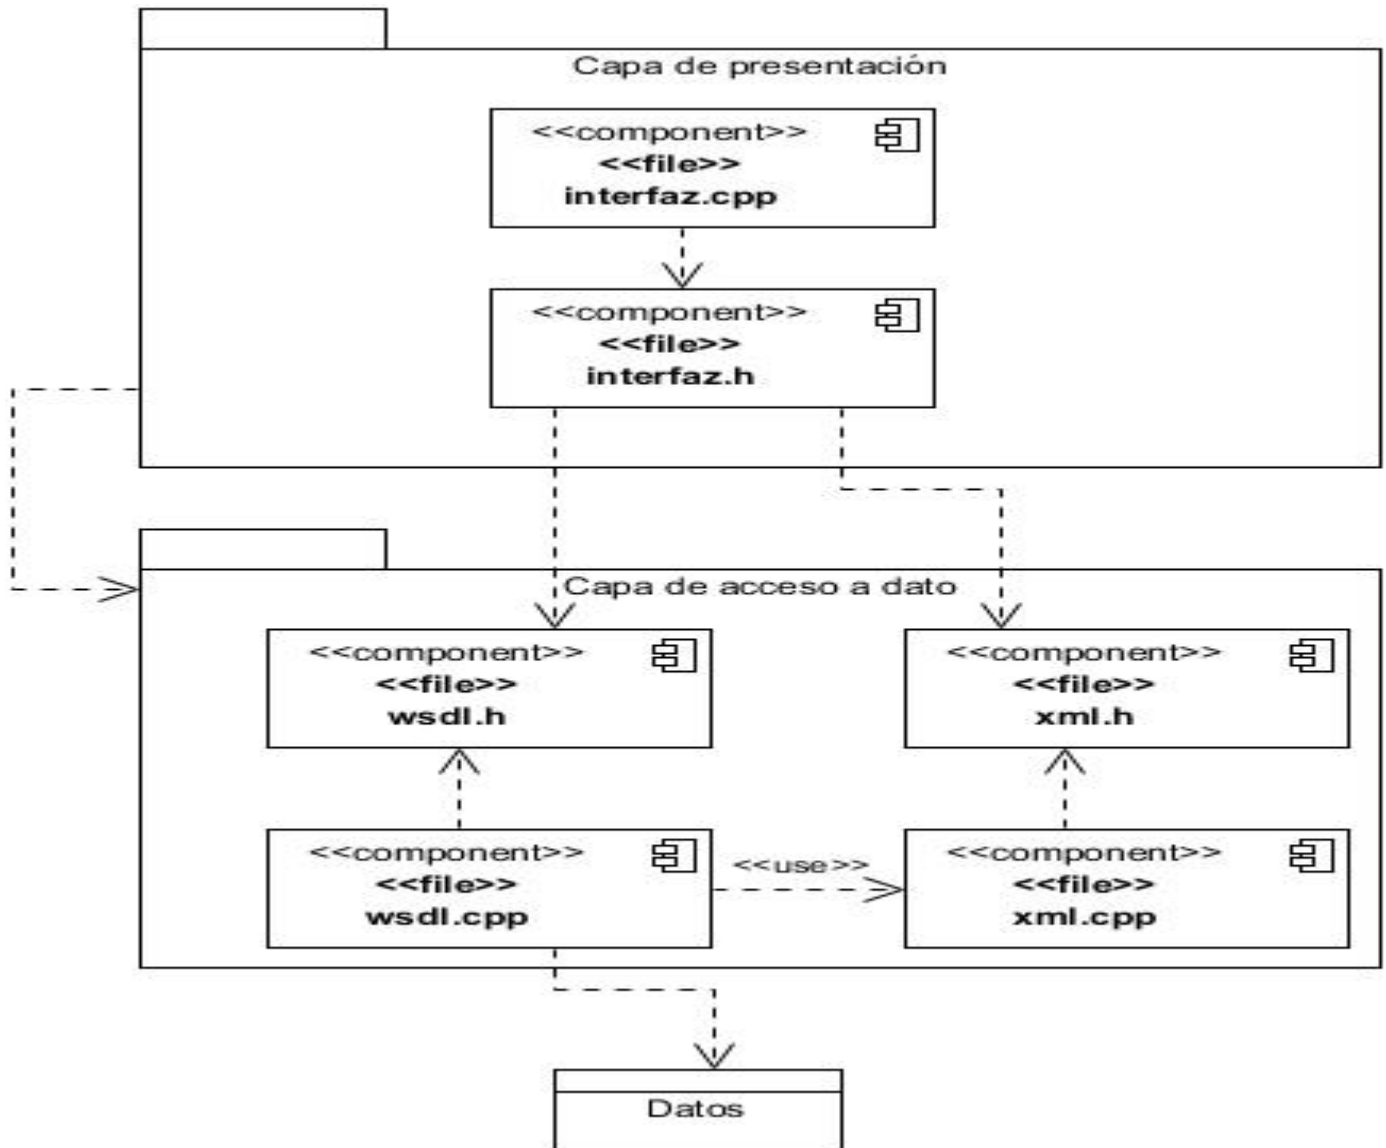 Capa de presentación
<<component>>
<<file>>
interfaz.cpp
<<component>>
<<file>>
interfaz.h
Capa de acceso a dato
<<component>>
<<file>>
wsdl.h
<<component>>
<<file>>
xml.h
<<component>>
<<file>>
wsdl.cpp
<<use>>
<<component>>
<<file>>
xml.cpp
Datos